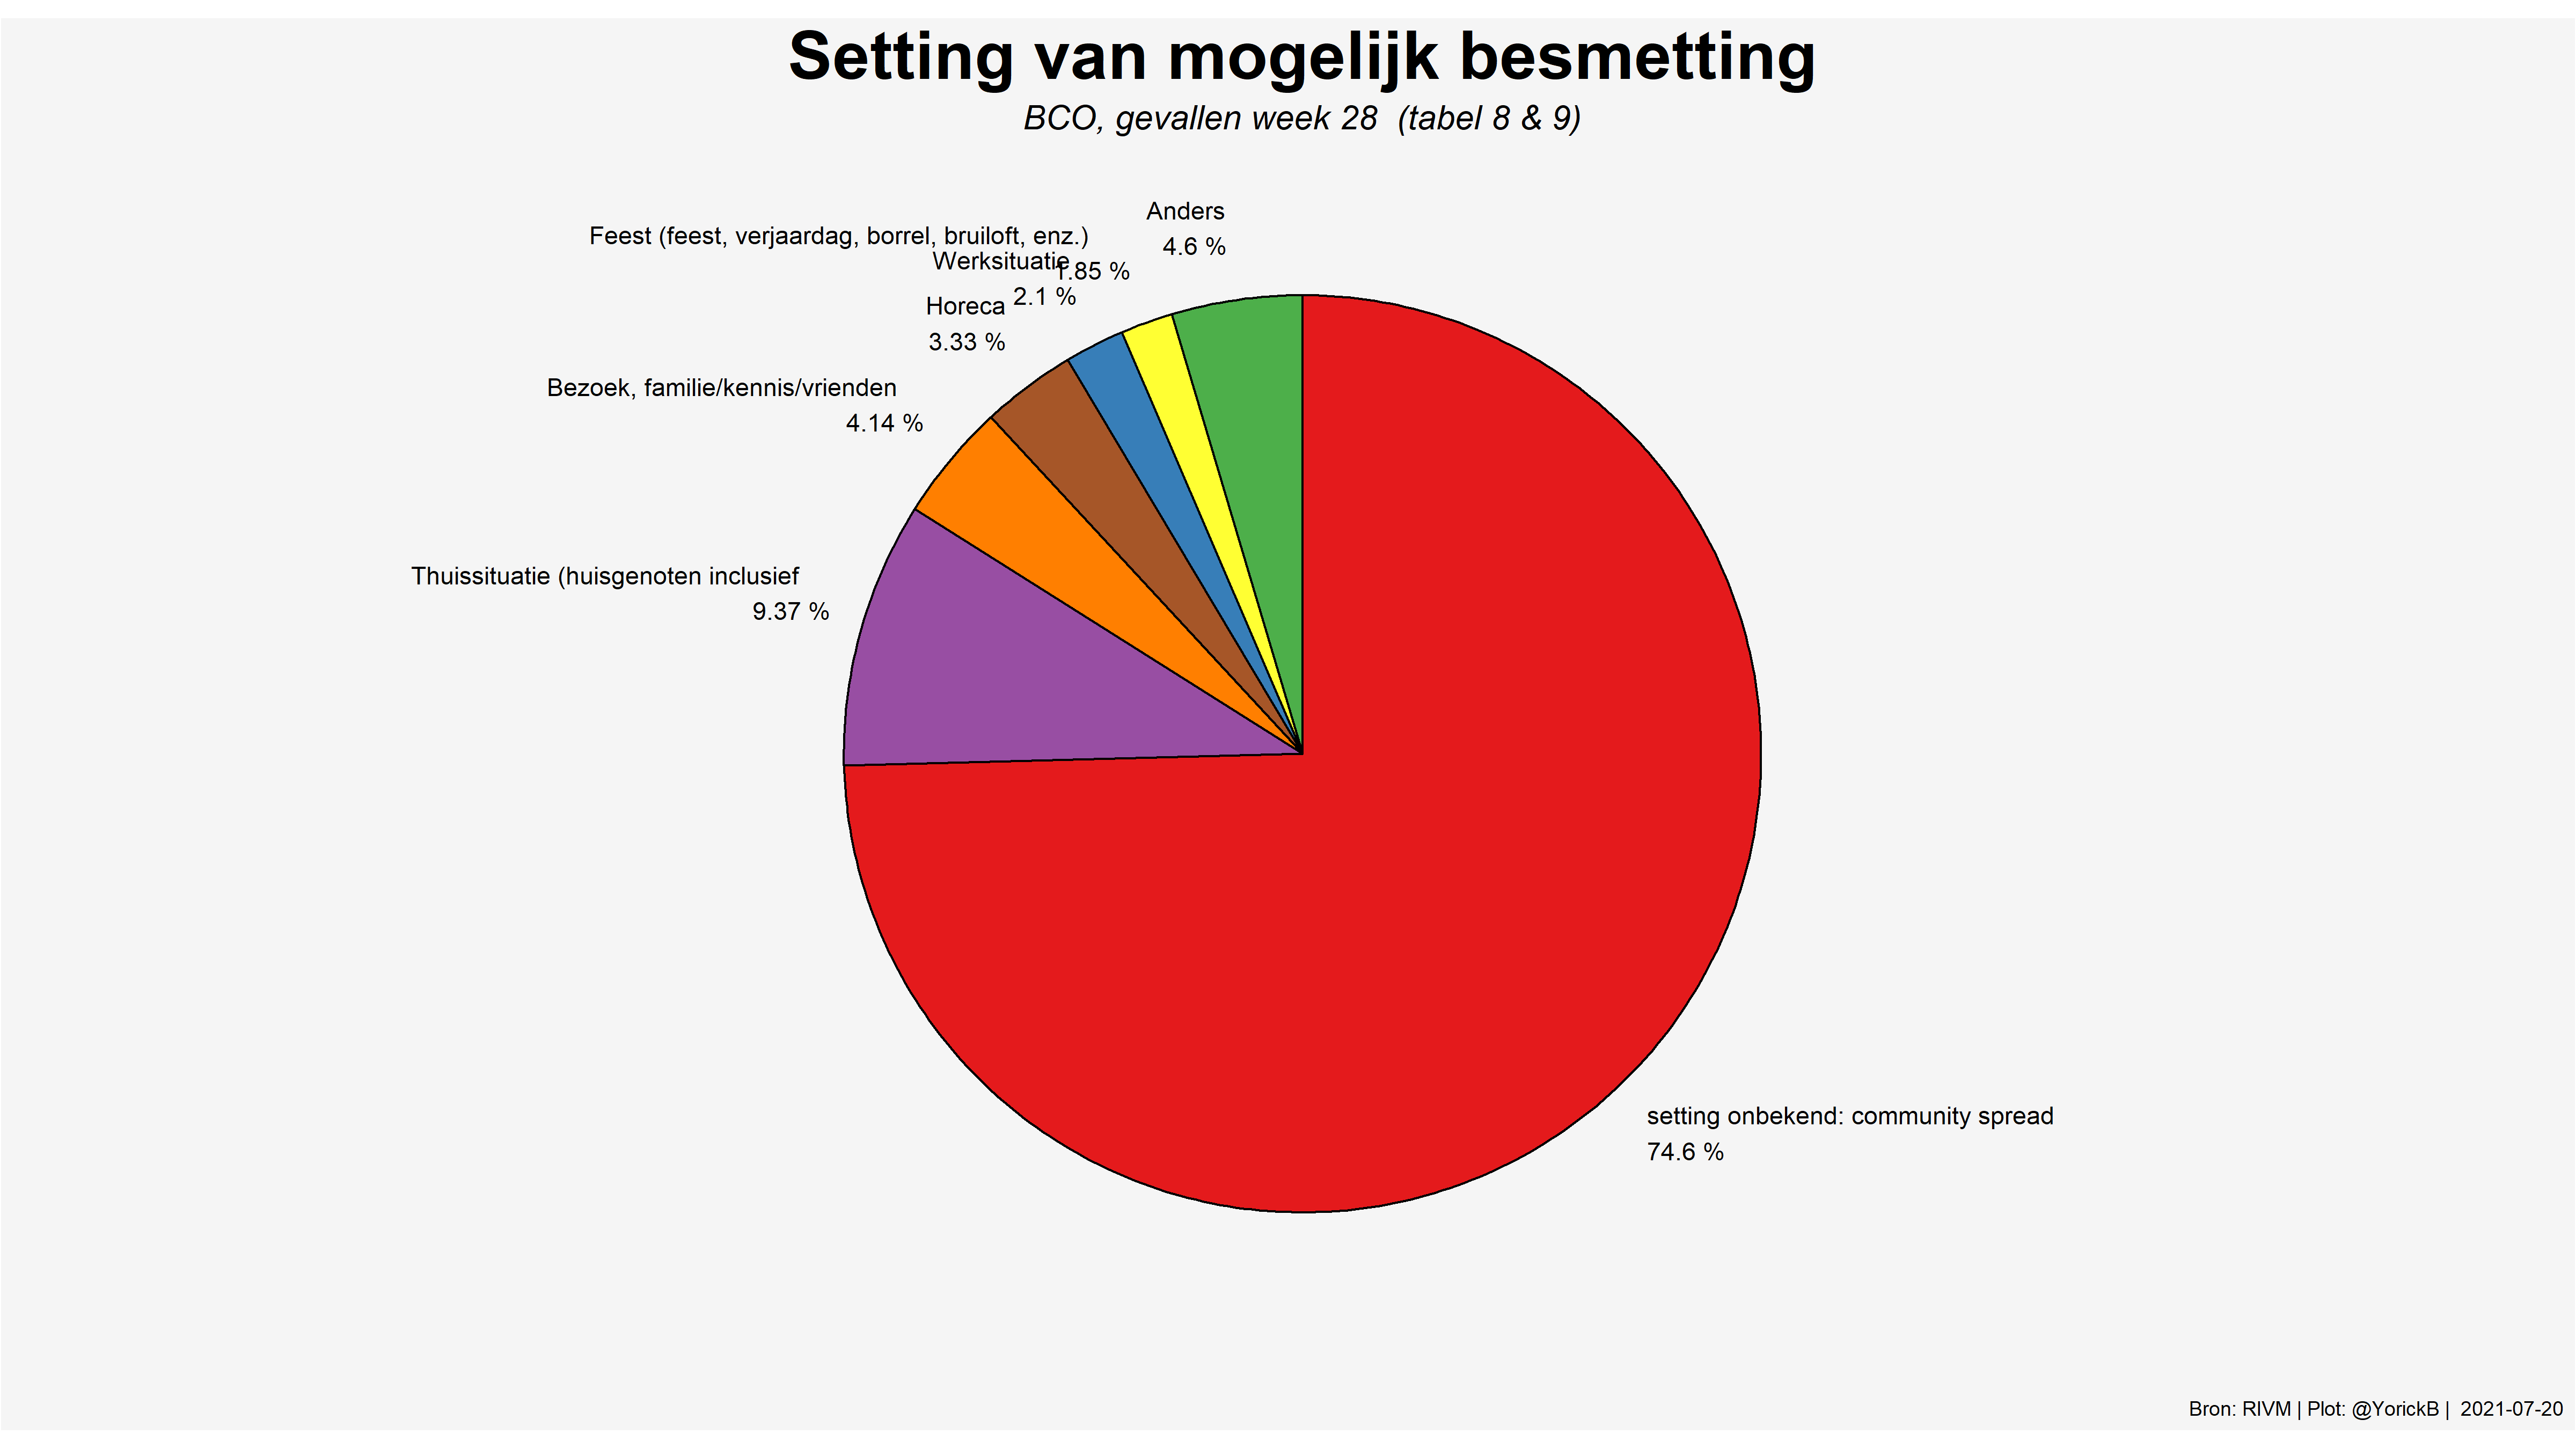 Setting van mogelijk besmetting
BCO, gevallen week 28  (tabel 8 & 9)
Anders
4.6 %
Feest (feest, verjaardag, borrel, bruiloft, enz.)
1.85 %
Werksituatie
2.1 %
Horeca
3.33 %
Bezoek, familie/kennis/vrienden
4.14 %
Thuissituatie (huisgenoten inclusief
9.37 %
setting onbekend: community spread
74.6 %
Bron: RIVM | Plot: @YorickB |  2021-07-20